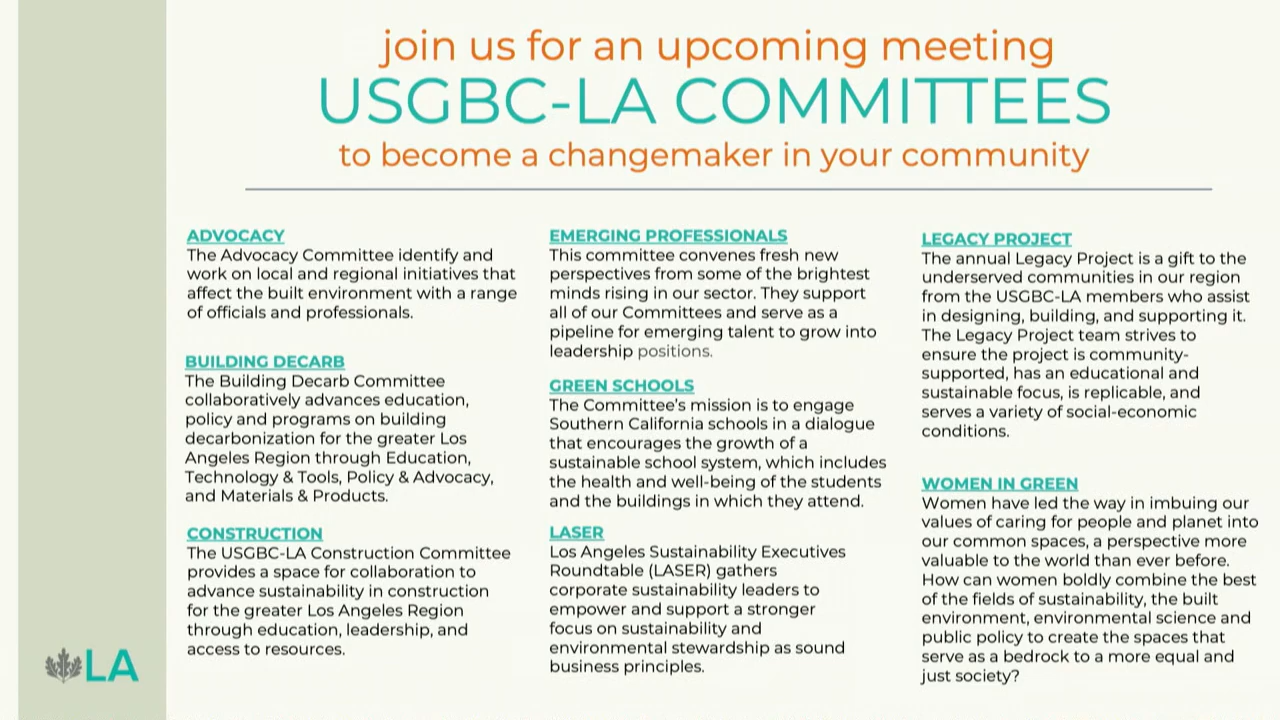 join us for an upcoming meeting
USGBC-LA COMMITTEES
to become a changemaker in your community
ADVOCACY
The Advocacy Committee identify and
work on local and regional initiatives that
affect the built environment with a range
of officials and professionals.
BUILDING DECARB
The Building Decarb Committee
collaboratively advances education,
policy and programs on building
decarbonization for the greater Los
Angeles Region through Education,
Technology & Tools, Policy & Advocacy,
and Materials & Products.
CONSTRUCTION
The USGBC-LA Construction Committee
provides a space for collaboration to
advance sustainability in construction
for the greater Los Angeles Region
through education, leadership, and
access to resources.
EMERGING PROFESSIONALS
This committee convenes fresh new
perspectives from some of the brightest
minds rising in our sector. They support
all of our Committees and serve as a
pipeline for emerging talent to grow into
leadership positions.
GREEN SCHOOLS
The Committee's mission is to engage
Southern California schools in a dialogue
that encourages the growth of a
sustainable school system, which includes
the health and well-being of the students
and the buildings in which they attend.
LASER
Los Angeles Sustainability Executives
Roundtable (LASER) gathers
corporate sustainability leaders to
empower and support a stronger
focus on sustainability and
environmental stewardship as sound
business principles.
LEGACY PROJECT
The annual Legacy Project is a gift to the
underserved communities in our region
from the USGBC-LA members who assist
in designing, building, and supporting it.
The Legacy Project team strives to
ensure the project is community-
supported, has an educational and
sustainable focus, is replicable, and
serves a variety of social-economic
conditions.
WOMEN IN GREEN
Women have led the way in imbuing our
values of caring for people and planet into
our common spaces, a perspective more
valuable to the world than ever before.
How can women boldly combine the best
of the fields of sustainability, the built
environment, environmental science and
public policy to create the spaces that
serve as a bedrock to a more equal and
just society?
LA